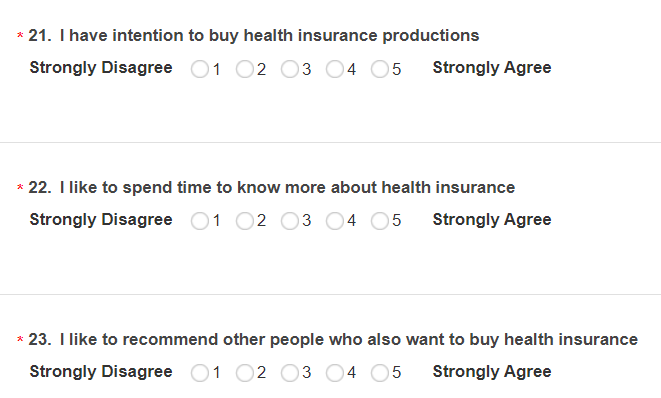 * 21. I have intention to buy health insurance productions
Strongly Disagree 1 2 3 4 5 Strongly Agree
* 22. I like to spend time to know more about health insurance
Strongly Disagree 1 2 3 4 5 Strongly Agree
* 23. I like to recommend other people who also want to buy health insurance
Strongly Disagree 1 2 3 4 5 Strongly Agree